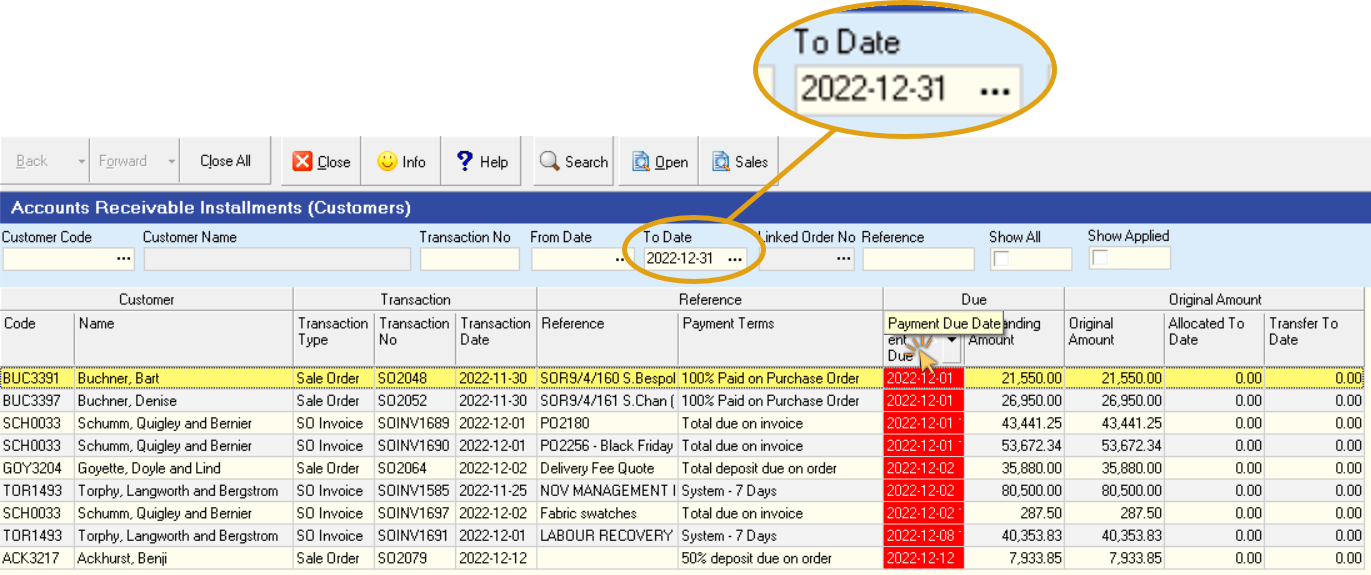 To Date
2022-12-31 ...
Back Forward Close All Close Info Help Search Open Sales
Accounts Receivable Installments (Customers)
Customer Code Customer Name Transaction No From Date To Date Linked Order No Reference Show All Show Applied
... .. 2022-12-31 ... ...
Customer Transaction Reference Due Original Amount
Code Name Transaction Type Transaction No Transaction Date Reference Payment Terms Payment Due Date Original Amount Allocated To Date Transfer To Date
Amount
Due
BUC3391 Buchner, Bart Sale Order SO2048 2022-11-30 SOR9/4/160 S.Bespol 100% Paid on Purchase Order 2022-12-01 21,550.00 21,550.00 0.00 0.00
BUC3397 Buchner, Denise Sale Order SO2052 2022-11-30 SOR9/4/161 S.Chan ( 100% Paid on Purchase Order 2022-12-01 26,950.00 26,950.00 0.00 0.00
SCH0033 Schumm, Quigley and Bernier SO Invoice SOINV1689 2022-12-01 PO2180 Total due on invoice 2022-12-01 43,441.25 43,441.25 0.00 0.00
SCH0033 Schumm, Quigley and Bernier SO Invoice SOINV1690 2022-12-01 PO2256 - Black Friday Total due on invoice 2022-12-01 53,672.34 53,672.34 0.00 0.00
GOY3204 Goyette, Doyle and Lind Sale Order SO2064 2022-12-02 Delivery Fee Quote Total deposit due on order 2022-12-02 35,880.00 35,880.00 0.00 0.00
TOR1493 Torphy, Langworth and Bergstrom SO Invoice SOINV1585 2022-11-25 NOV MANAGEMENT System - 7 Days 2022-12-02 80,500.00 80,500.00 0.00 0.00
SCH0033 Schumm, Quigley and Bernier SO Invoice SOINV1697 2022-12-02 Fabric swatches Total due on invoice 2022-12-02 287.50 287.50 0.00 0.00
TOR1493 Torphy, Langworth and Bergstrom SO Invoice SOINV1691 2022-12-01 LABOUR RECOVERY System - 7 Days 2022-12-08 40,353.83 40,353.83 0.00 0.00
ACK3217 Ackhurst, Benji Sale Order SO2079 2022-12-12 50% deposit due on order 2022-12-12 7,933.85 7,933.85 0.00 0.00